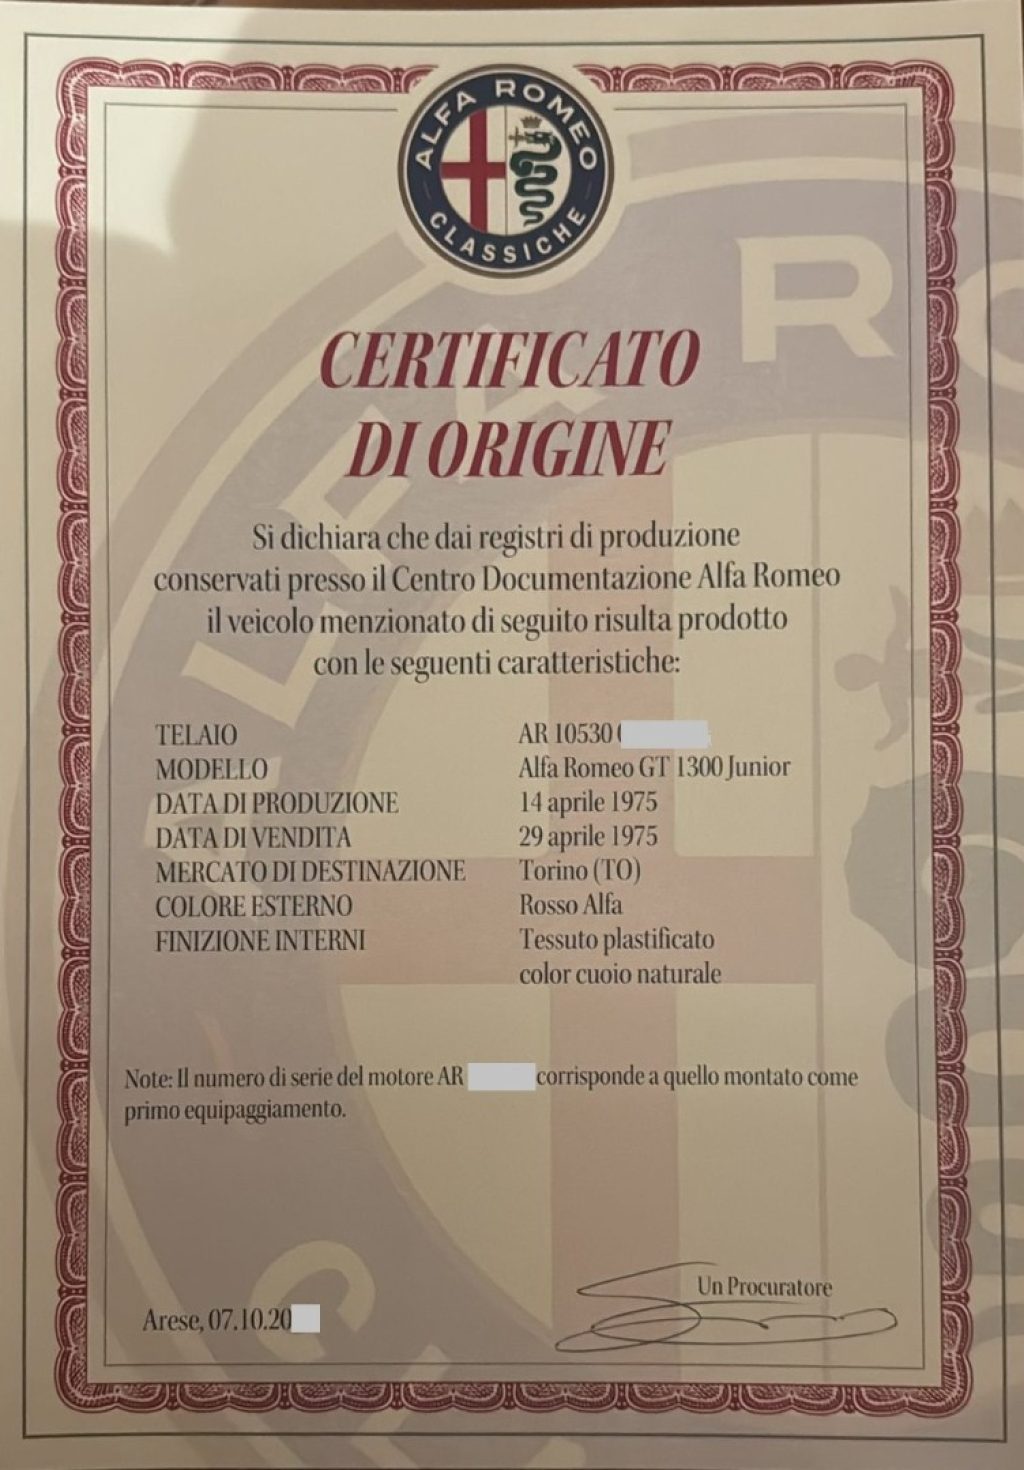 ALFA ROMEO
CLASSICHE
CERTIFICATO
DI ORIGINE
Si dichiara che dai registri di produzione
conservati presso il Centro Documentazione Alfa Romeo
il veicolo menzionato di seguito risulta prodotto
con le seguenti caratteristiche:
TELAIO AR 10530
MODELLO Alfa Romeo GT 1300 Junior
DATA DI PRODUZIONE 14 aprile 1975
DATA DI VENDITA 29 aprile 1975
MERCATO DI DESTINAZIONE Torino (TO)
COLORE ESTERNO Rosso Alfa
FINIZIONE INTERNI Tessuto plastificato
color cuoio naturale
Note: Il numero di serie del motore AR corrisponde a quello montato come
primo equipaggiamento.
Un Procuratore
Arese, 07.10.20